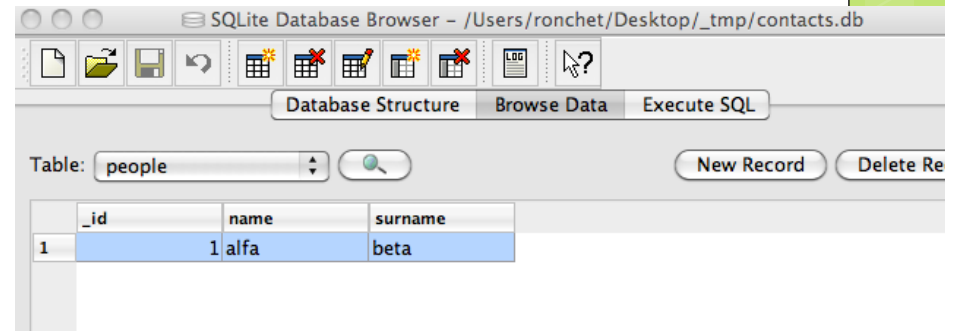 SQLite Database Browser – /Users/ronchet/Desktop/_tmp/contacts.db
LOG
Database Structure Browse Data Execute SQL
Table: people New Record Delete Re
_id name surname
1 1 alfa beta